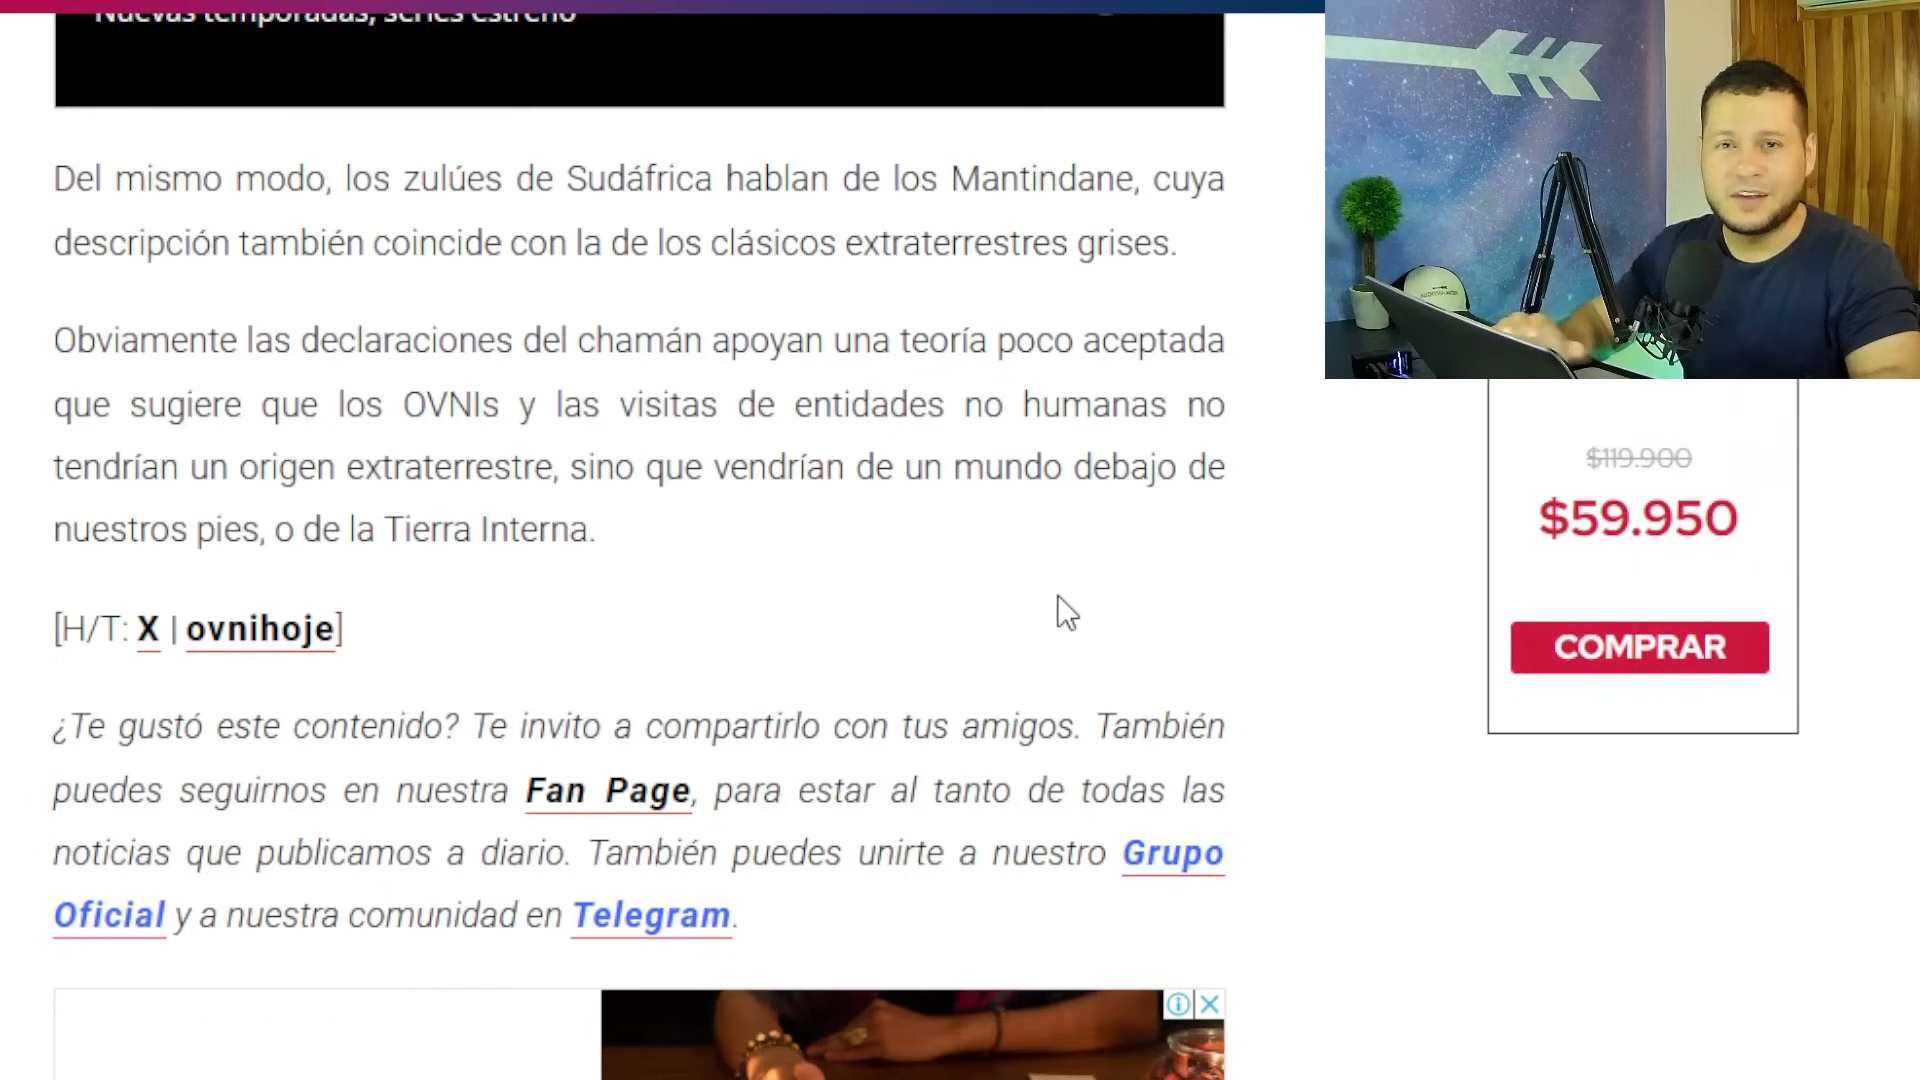 Nuevas temporadas, series estreno
Del mismo modo, los zulúes de Sudáfrica hablan de los Mantindane, cuya
descripción también coincide con la de los clásicos extraterrestres grises.
Obviamente las declaraciones del chamán apoyan una teoría poco aceptada
que sugiere que los OVNIs y las visitas de entidades no humanas no
tendrían un origen extraterrestre, sino que vendrían de un mundo debajo de
nuestros pies, o de la Tierra Interna.
[H/T: X | ovnihoje]
¿Te gustó este contenido? Te invito a compartirlo con tus amigos. También
puedes seguirnos en nuestra Fan Page, para estar al tanto de todas las
noticias que publicamos a diario. También puedes unirte a nuestro Grupo
Oficial y a nuestra comunidad en Telegram.
$119.900
$59.950
COMPRAR